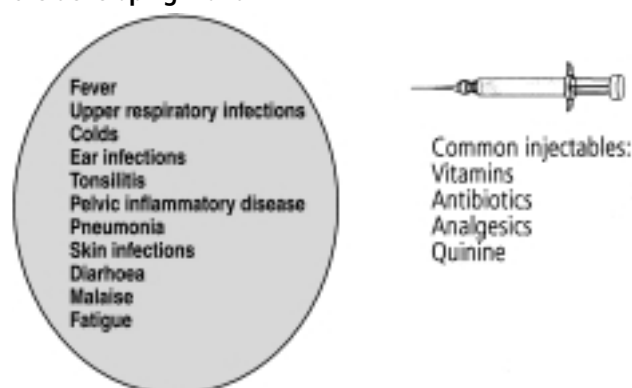 Fever
Upper respiratory infections
Colds
Ear infections
Tonsilitis
Pelvic inflammatory disease
Pneumonia
Skin infections
Diarhoea
Malaise
Fatigue
Common injectables:
Vitamins
Antibiotics
Analgesics
Quinine